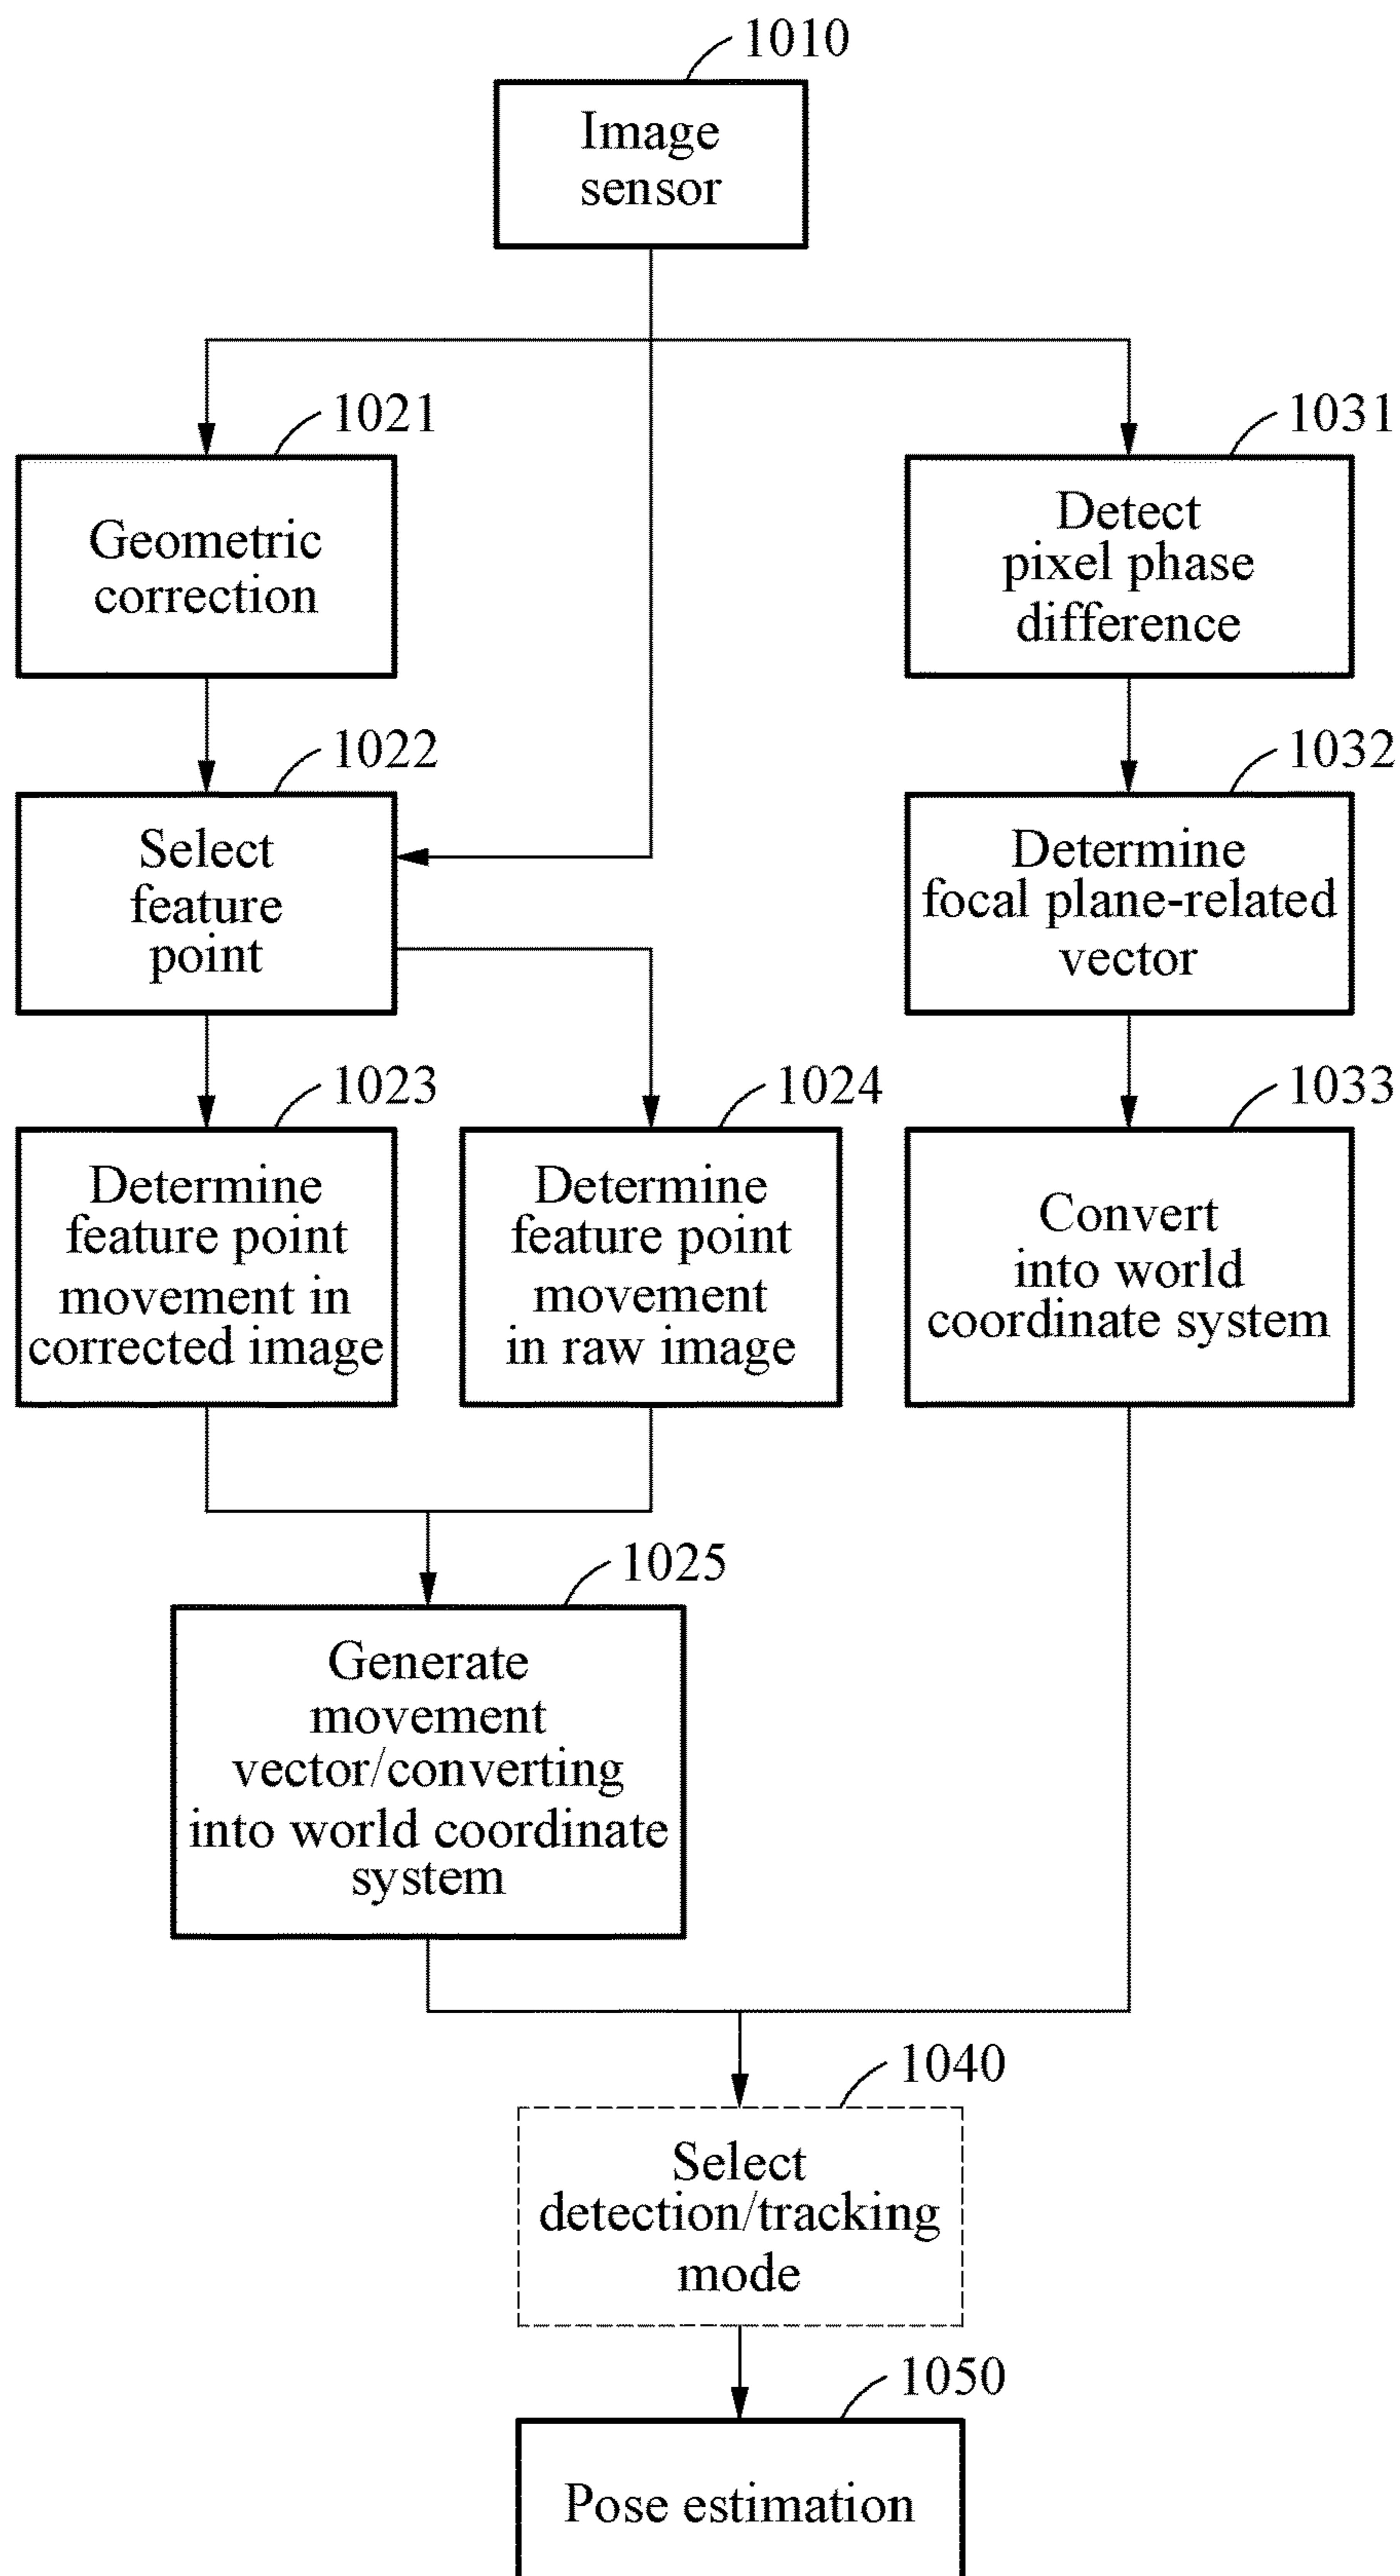 1010
Image
sensor
1021
Geometric
correction
1031
Detect
pixel phase
difference
1022
Select
feature
point
1032
Determine
focal plane-related
vector
1023
Determine
feature point
movement in
corrected image
1024
Determine
feature point
movement
in raw image
1033
Convert
into world
coordinate system
1025
Generate
movement
vector/converting
into world coordinate
system
1040
Select
detection/tracking
mode
1050
Pose estimation